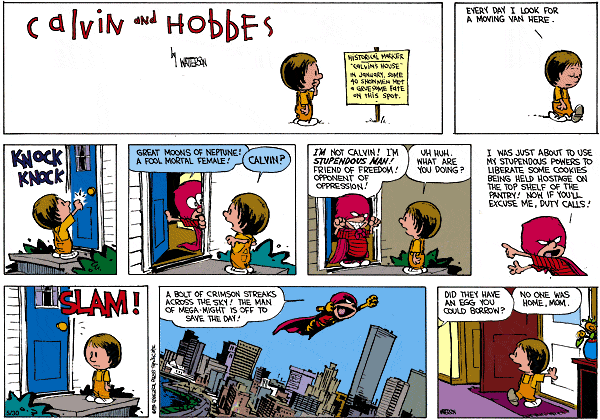 Calvin and Hobbes
by WATTERSON
HISTORICAL MARKER
"CALVIN'S HOUSE"
IN JANUARY, SOME
40 SNOWMEN MET
A GRUESOME FATE
ON THIS SPOT.
EVERY DAY I LOOK FOR
A MOVING VAN HERE.
KNOCK
KNOCK
GREAT MOONS OF NEPTUNE!
A FOOL MORTAL FEMALE!
CALVIN?
I'M NOT CALVIN! I'M
STUPENDOUS MAN!
FRIEND OF FREEDOM!
OPPONENT OF
OPPRESSION!
UH HUH.
WHAT ARE
YOU DOING?
I WAS JUST ABOUT TO USE
MY STUPENDOUS POWERS TO
LIBERATE SOME COOKIES
BEING HELD HOSTAGE ON
THE TOP SHELF OF THE
PANTRY! NOW IF YOU'LL
EXCUSE ME, DUTY CALLS!
SLAM!
A BOLT OF CRIMSON STREAKS
ACROSS THE SKY! THE MAN
OF MEGA-MIGHT IS OFF TO
SAVE THE DAY!
DID THEY HAVE
AN EGG YOU
COULD BORROW?
NO ONE WAS
HOME, MOM.
WATTERSON